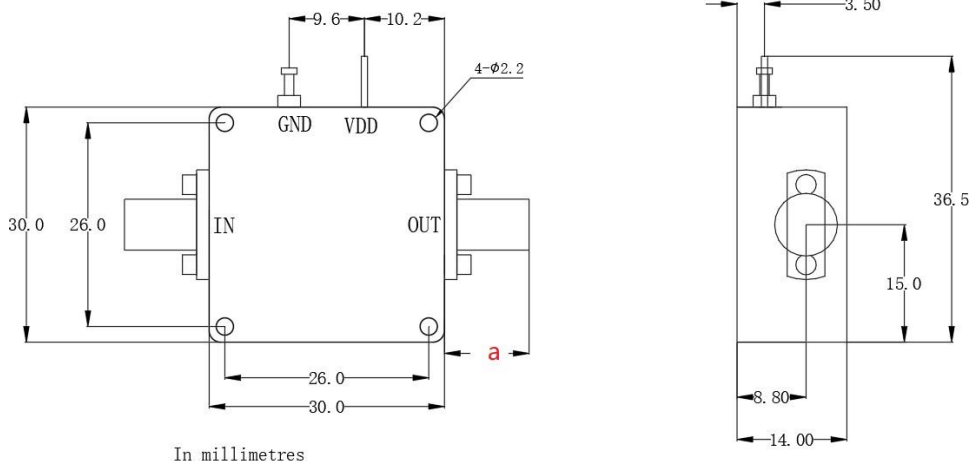 9.6
10.2
3.50
4-ϕ2.2
GND
VDD
30.0
26.0
IN
OUT
36.5
15.0
a
26.0
30.0
8.80
14.00
In millimetres